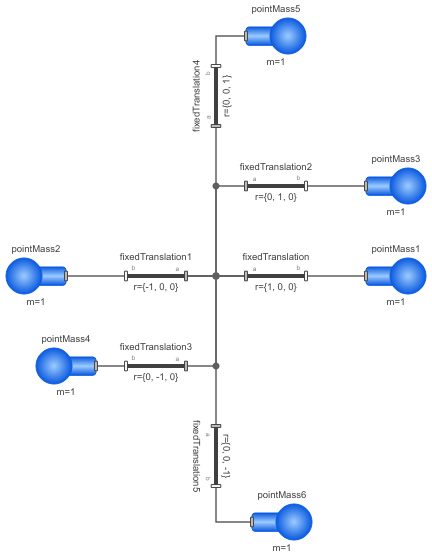 pointMass5
m=1
fixedTranslation4
b
a
r={0, 0, 1}
fixedTranslation2
a
b
r={0, 1, 0}
pointMass3
m=1
pointMass2
m=1
fixedTranslation1
b
a
r={-1, 0, 0}
fixedTranslation
a
b
r={1, 0, 0}
pointMass1
m=1
pointMass4
m=1
fixedTranslation3
b
a
r={0, -1, 0}
fixedTranslation5
a
b
r={0, 0, -1}
pointMass6
m=1